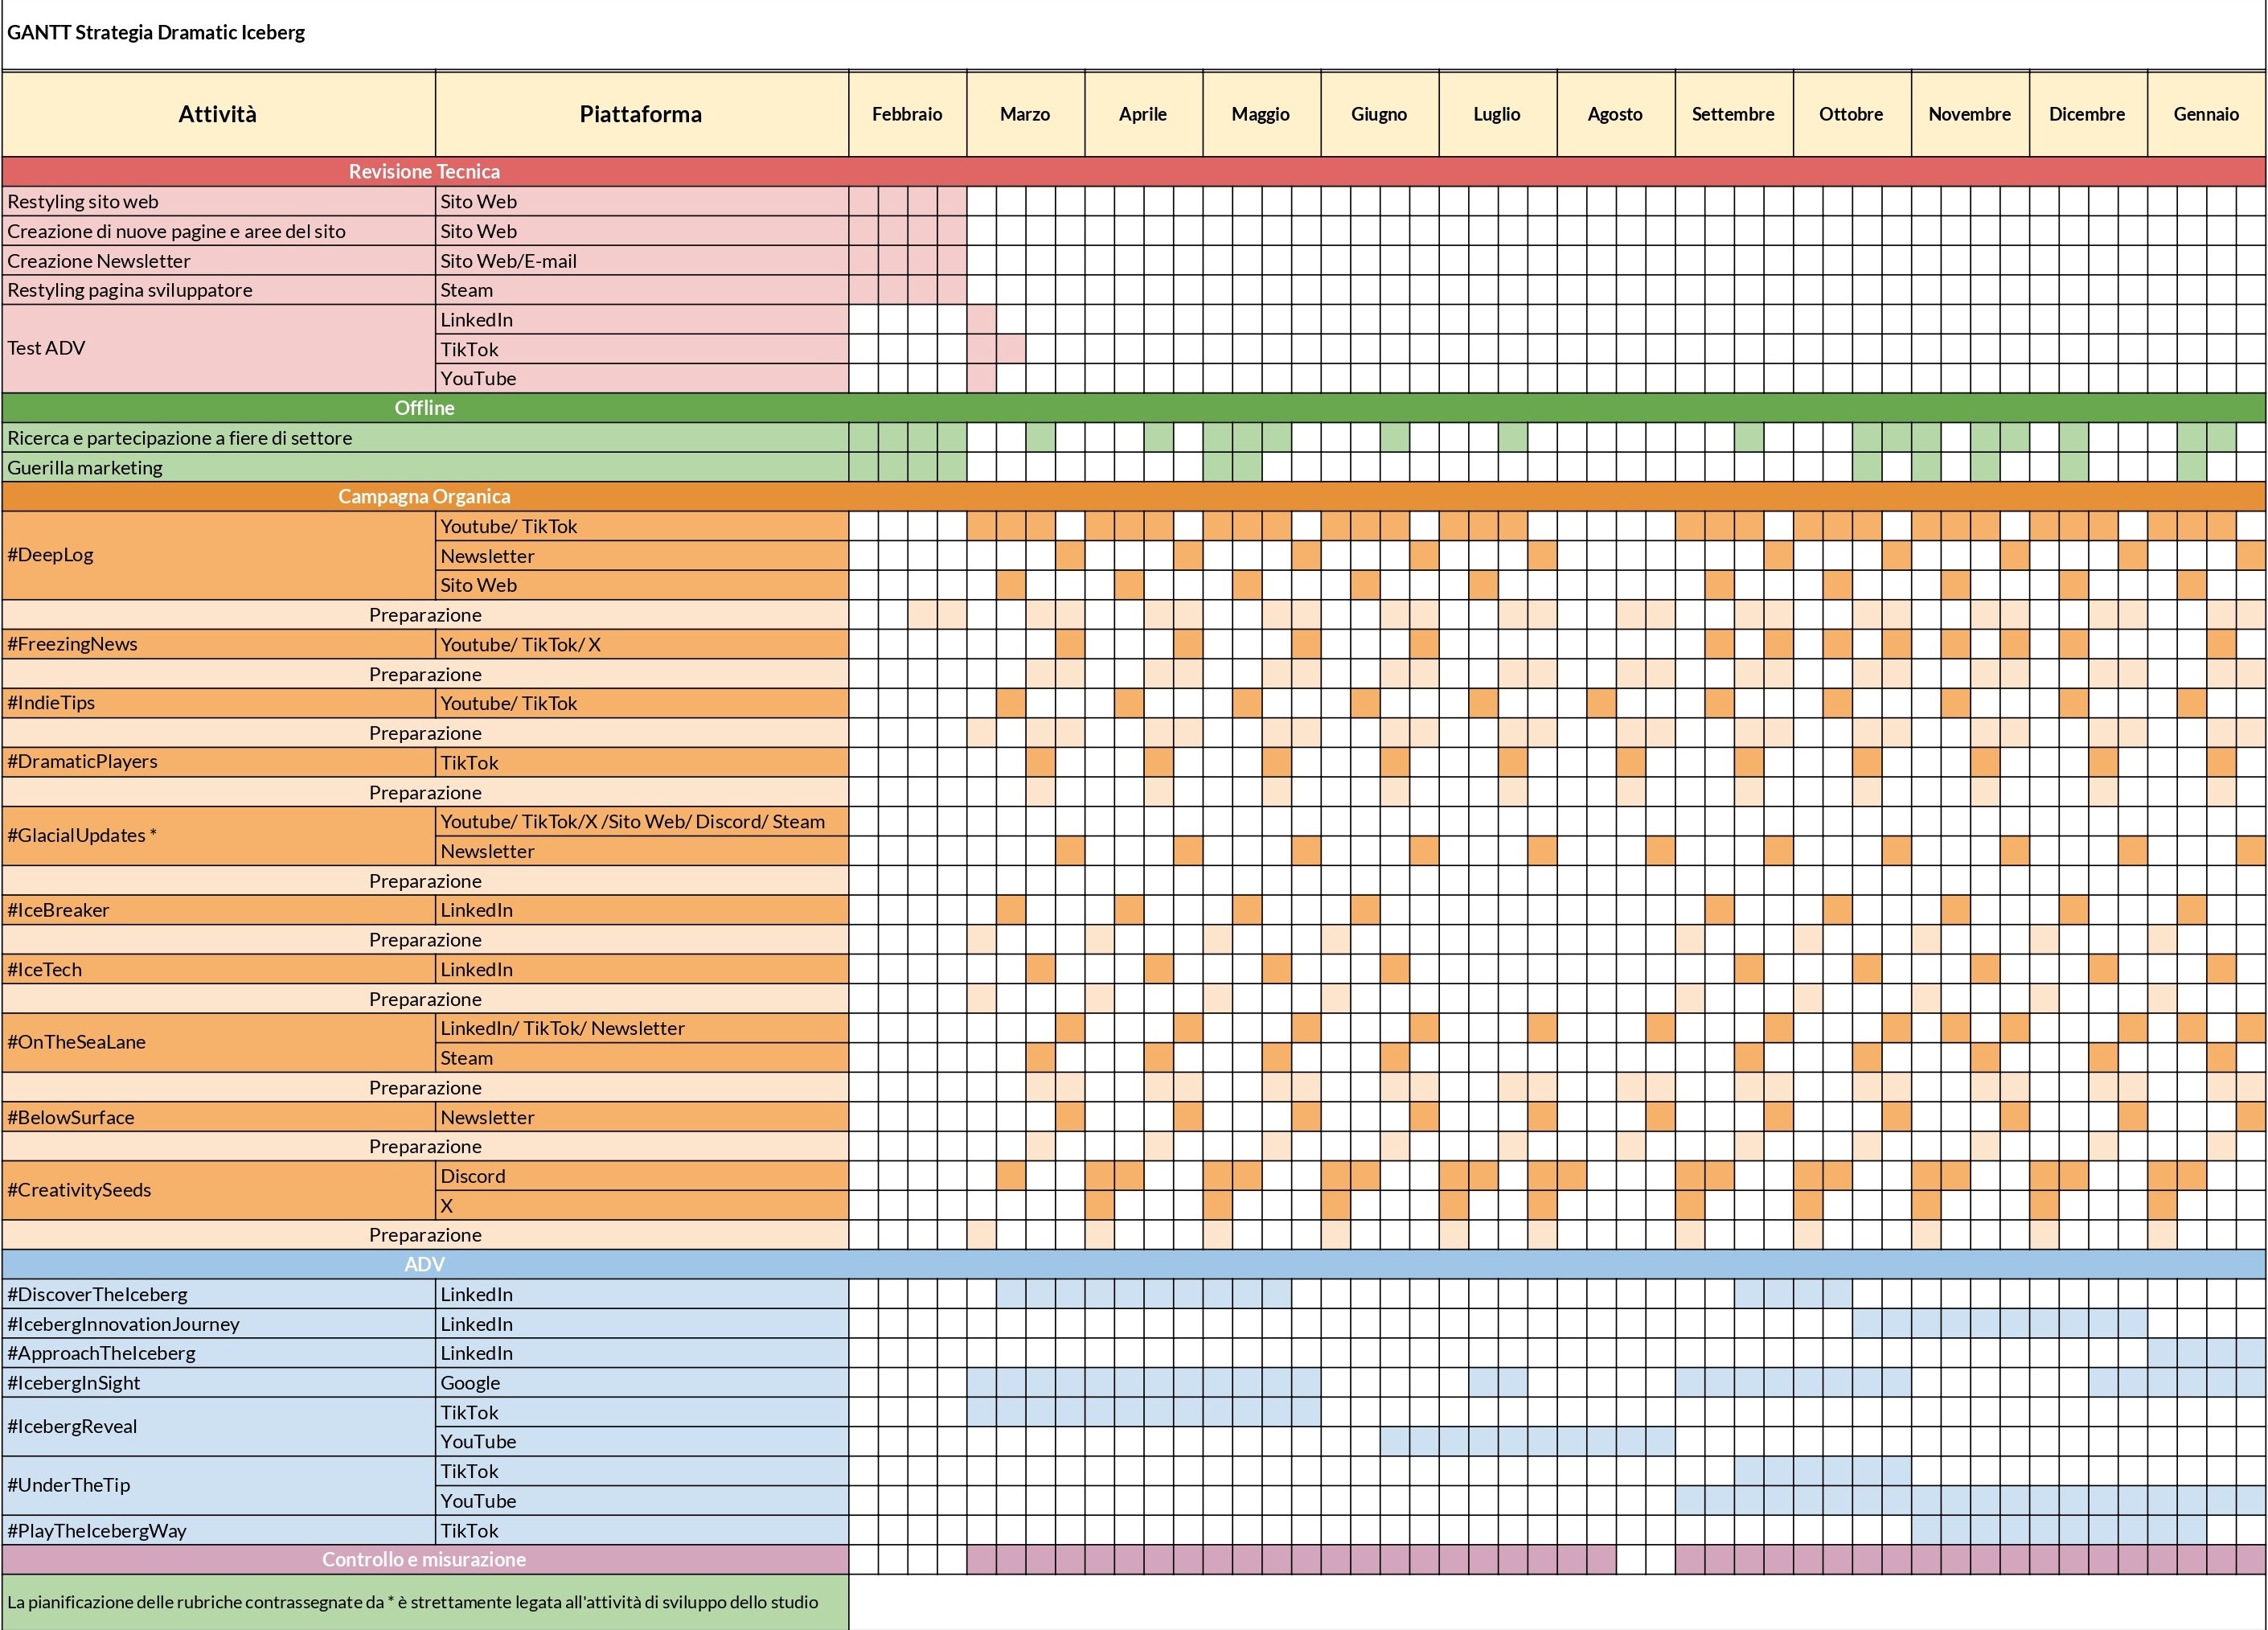 GANTT Strategia Dramatic Iceberg
Attività Piattaforma Febbraio Marzo Aprile Maggio Giugno Luglio Agosto Settembre Ottobre Novembre Dicembre Gennaio
Revisione Tecnica
Restyling sito web Sito Web
Creazione di nuove pagine e aree del sito Sito Web
Creazione Newsletter Sito Web/E-mail
Restyling pagina sviluppatore Steam
Test ADV LinkedIn
TikTok
YouTube
Offline
Ricerca e partecipazione a fiere di settore
Guerilla marketing
Campagna Organica
#DeepLog Youtube/ TikTok
Newsletter
Sito Web
Preparazione
#FreezingNews Youtube/ TikTok/ X
Preparazione
#IndieTips Youtube/ TikTok
Preparazione
#DramaticPlayers TikTok
Preparazione
#GlacialUpdates * Youtube/ TikTok/X /Sito Web/ Discord/ Steam
Newsletter
Preparazione
#IceBreaker LinkedIn
Preparazione
#IceTech LinkedIn
Preparazione
#OnTheSeaLane LinkedIn/ TikTok/ Newsletter
Steam
Preparazione
#BelowSurface Newsletter
Preparazione
#CreativitySeeds Discord
X
Preparazione
ADV
#DiscoverTheIceberg LinkedIn
#IcebergInnovationJourney LinkedIn
#ApproachTheIceberg LinkedIn
#IcebergInSight Google
#IcebergReveal TikTok
YouTube
#UnderTheTip TikTok
YouTube
#PlayTheIcebergWay TikTok
Controllo e misurazione
La pianificazione delle rubriche contrassegnate da * è strettamente legata all'attività di sviluppo dello studio